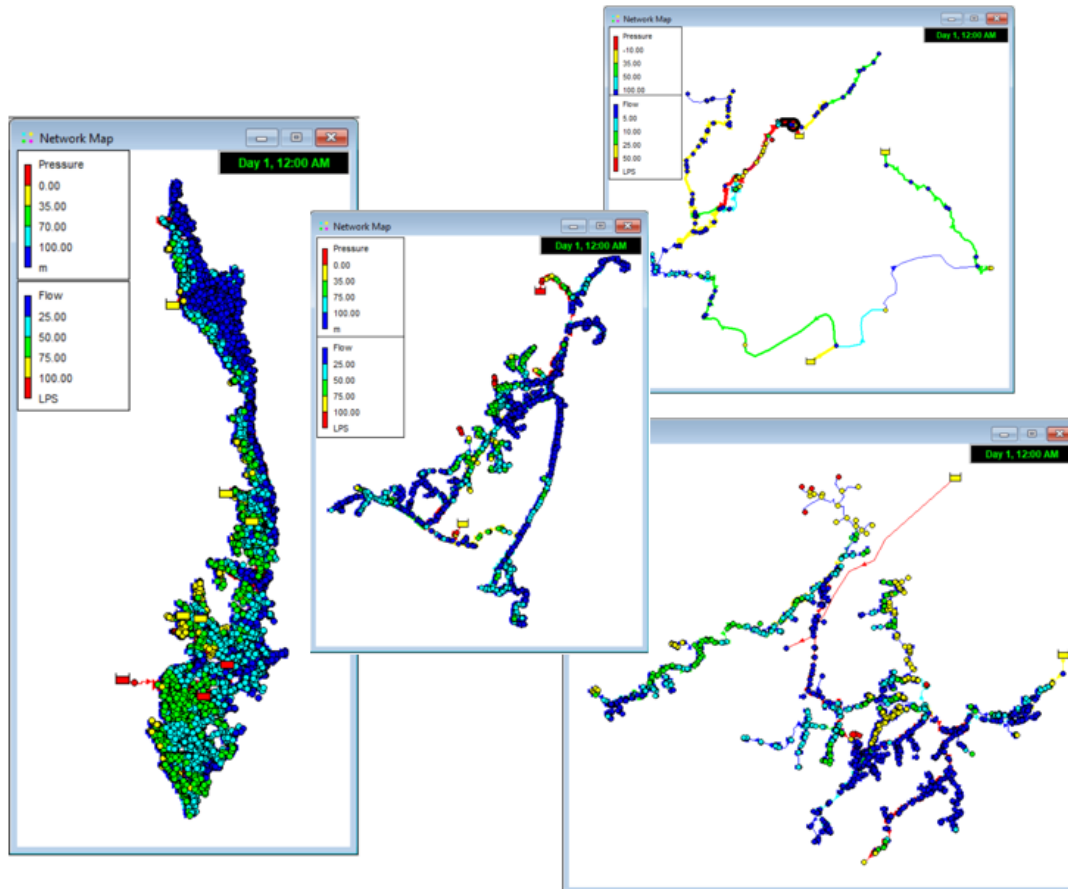 Network Map
Day 1, 12:00 AM
Pressure
0.00
35.00
70.00
100.00
m
Flow
25.00
50.00
75.00
100.00
LPS
Network Map
Day 1, 12:00 AM
Pressure
0.00
35.00
75.00
100.00
m
Flow
25.00
50.00
75.00
100.00
LPS
Network Map
Day 1, 12:00 AM
Pressure
-10.00
35.00
50.00
100.00
Flow
5.00
10.00
25.00
50.00
LPS
Day 1, 12:00 AM